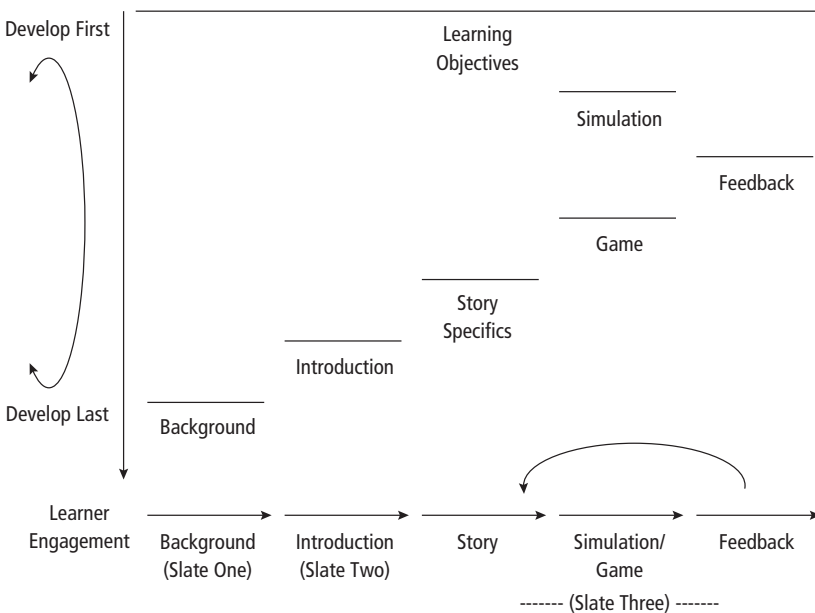 Develop First
Learning
Objectives
Simulation
Feedback
Game
Story
Specifics
Introduction
Develop Last
Background
Learner
Engagement
Background
(Slate One)
Introduction
(Slate Two)
Story
Simulation/
Game
Feedback
------- (Slate Three) -------